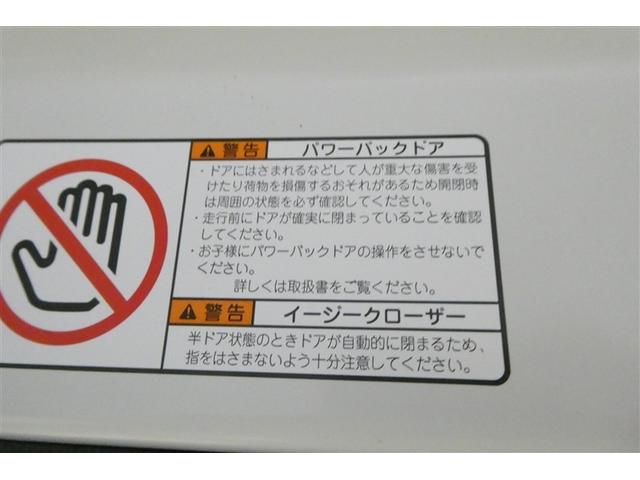 警告 パワーバックドア
・ドアにはさまれるなどして人が重大な傷害を受
けたり荷物を損傷するおそれがあるため開閉時
は周囲の状態を必ず確認してください。
・走行前にドアが確実に閉まっていることを確認
してください。
・お子様にパワーバックドアの操作をさせないで
ください。
詳しくは取扱書をご覧ください。
警告 イージークローザー
半ドア状態のときドアが自動的に閉まるため、
指をはさまないよう十分注意してください。